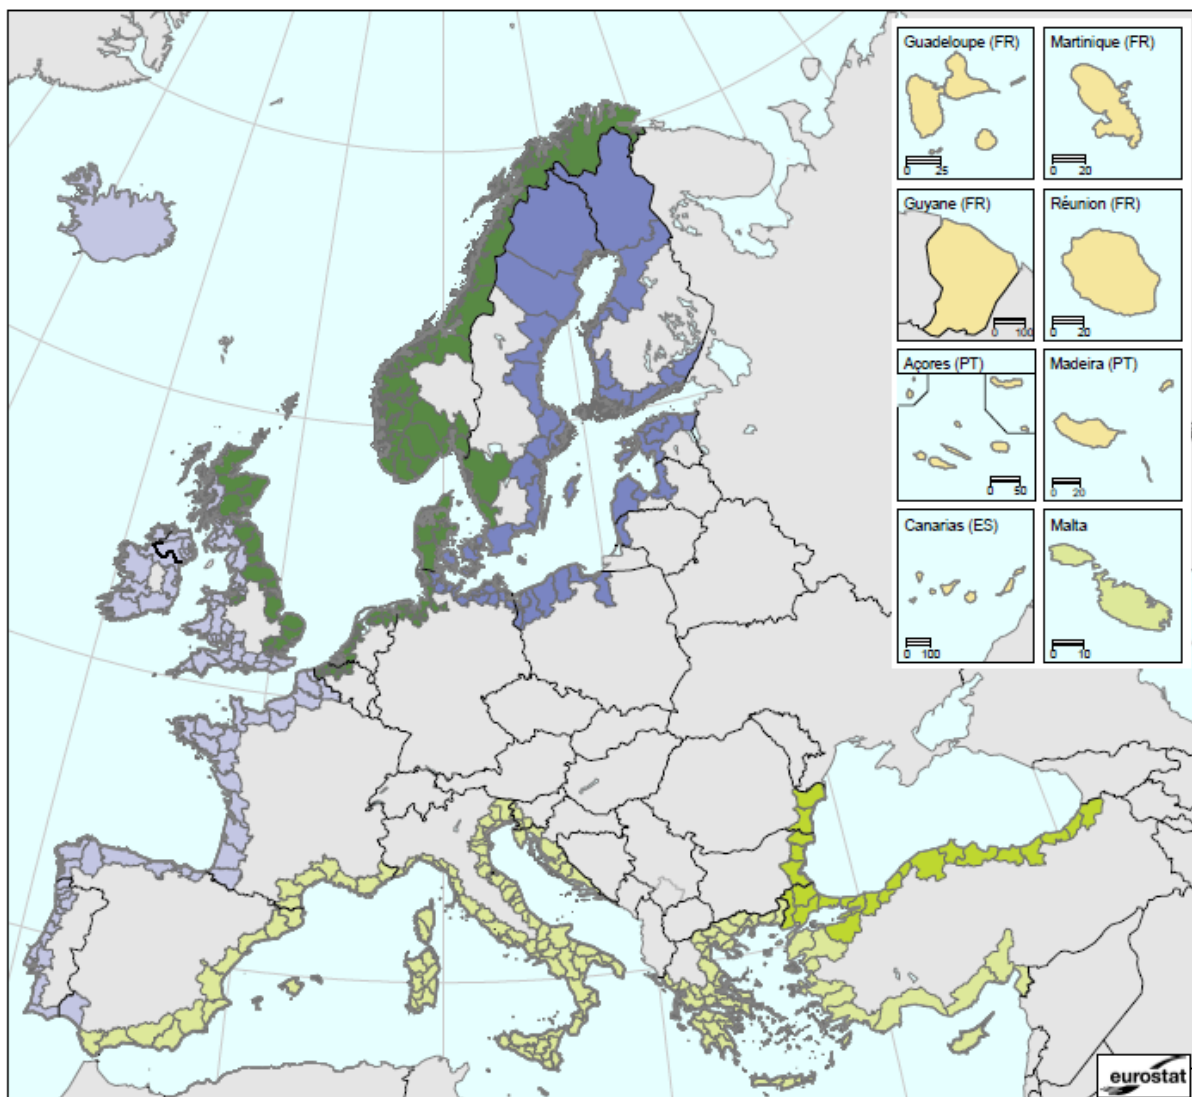 Guadeloupe (FR)
0 25
Martinique (FR)
0 20
Guyane (FR)
0 100
Réunion (FR)
0 20
Açores (PT)
0 50
Madeira (PT)
0 20
Canarias (ES)
0 100
Malta
0 10
eurostat